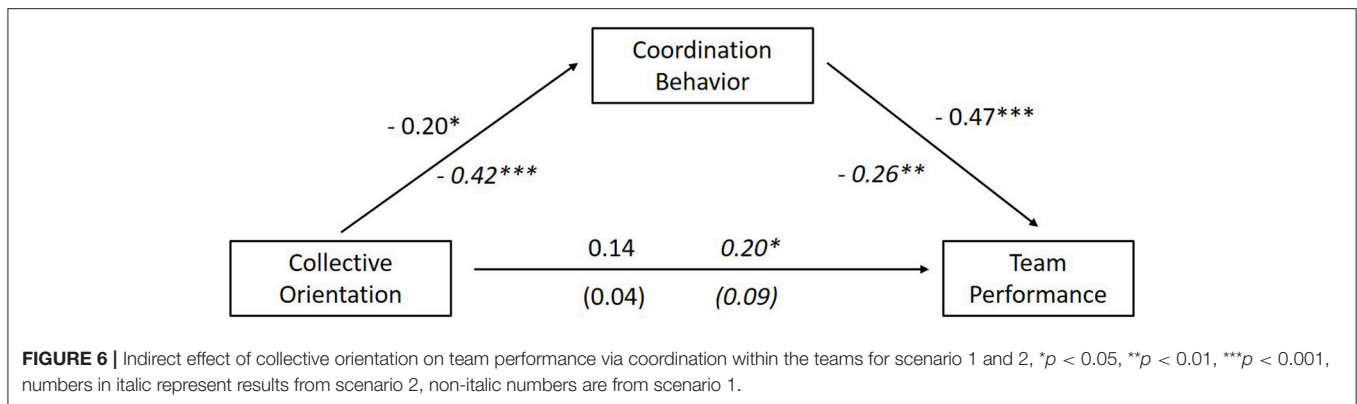 Coordination
Behavior
- 0.20*
- 0.47***
- 0.42***
- 0.26**
Collective
Orientation
0.14 0.20*
(0.04) (0.09)
Team
Performance
FIGURE 6 | Indirect effect of collective orientation on team performance via coordination within the teams for scenario 1 and 2, *p < 0.05, **p < 0.01, ***p < 0.001,
numbers in italic represent results from scenario 2, non-italic numbers are from scenario 1.